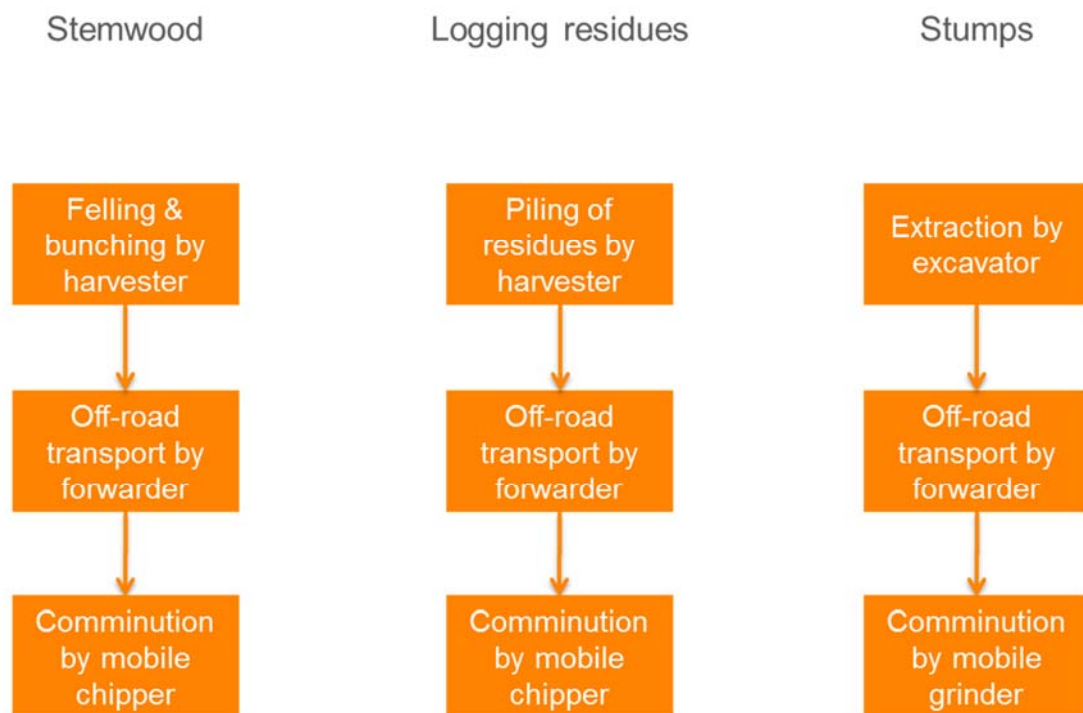 Stemwood
Logging residues
Stumps
Felling &
bunching by
harvester
Piling of
residues by
harvester
Extraction by
excavator
Off-road
transport by
forwarder
Off-road
transport by
forwarder
Off-road
transport by
forwarder
Comminution
by mobile
chipper
Comminution
by mobile
chipper
Comminution
by mobile
grinder